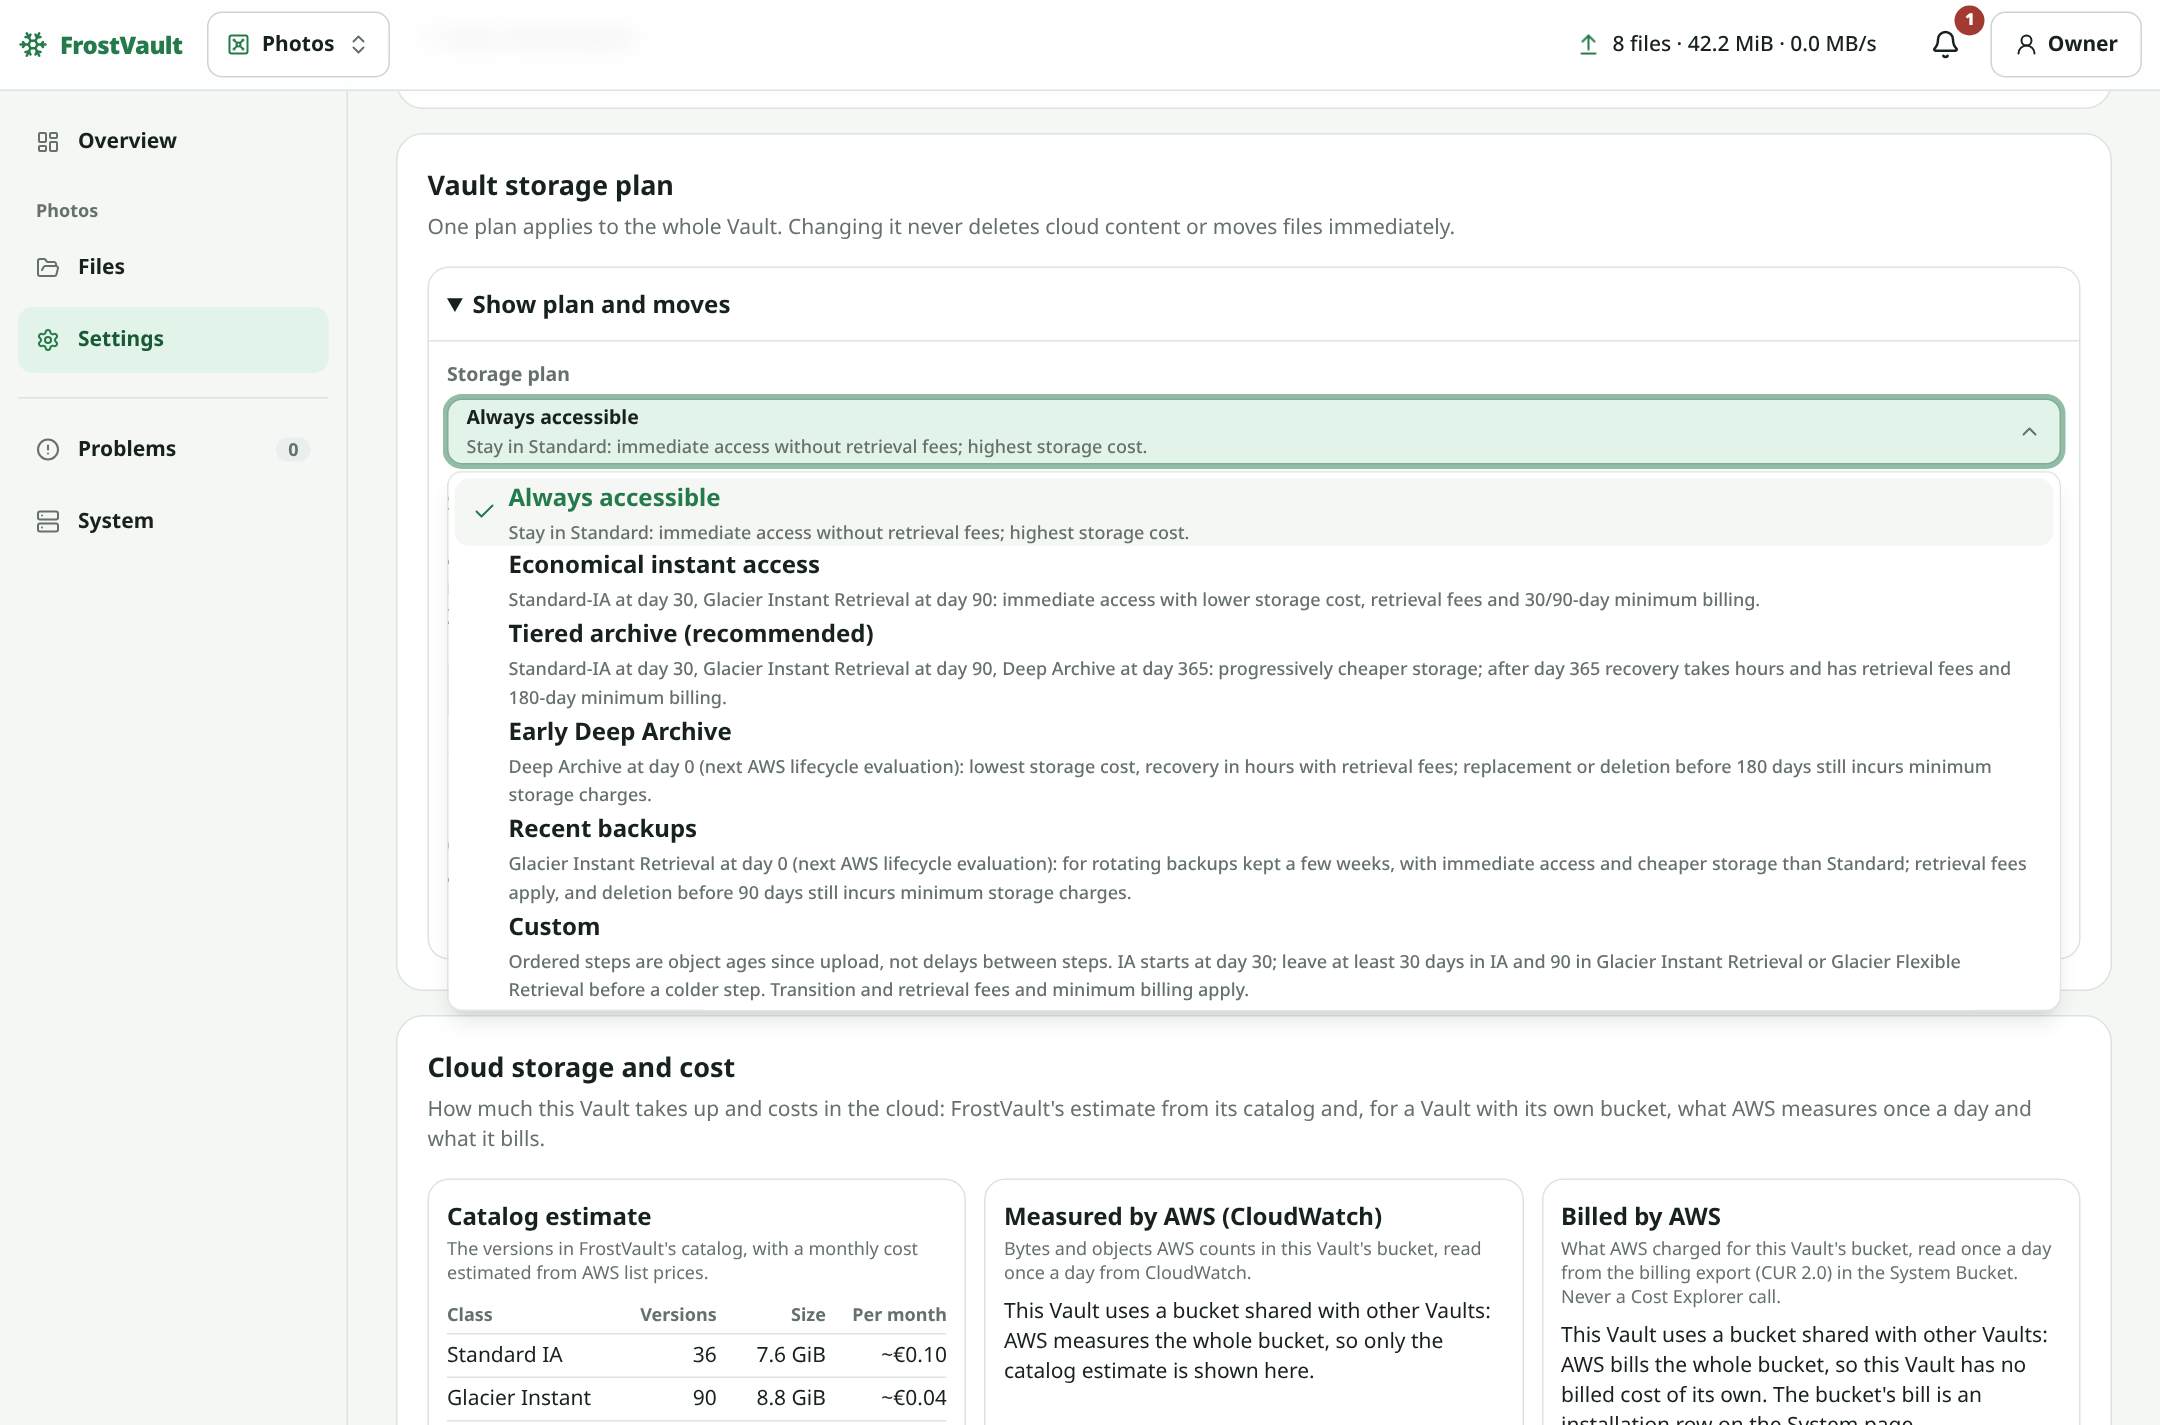 FrostVault
Photos
8 files · 42.2 MiB · 0.0 MB/s
1
Owner
Overview
Photos
Files
Settings
Problems
0
System
Vault storage plan
One plan applies to the whole Vault. Changing it never deletes cloud content or moves files immediately.
Show plan and moves
Storage plan
Always accessible
Stay in Standard: immediate access without retrieval fees; highest storage cost.
Always accessible
Stay in Standard: immediate access without retrieval fees; highest storage cost.
Economical instant access
Standard-IA at day 30, Glacier Instant Retrieval at day 90: immediate access with lower storage cost, retrieval fees and 30/90-day minimum billing.
Tiered archive (recommended)
Standard-IA at day 30, Glacier Instant Retrieval at day 90, Deep Archive at day 365: progressively cheaper storage; after day 365 recovery takes hours and has retrieval fees and
180-day minimum billing.
Early Deep Archive
Deep Archive at day 0 (next AWS lifecycle evaluation): lowest storage cost, recovery in hours with retrieval fees; replacement or deletion before 180 days still incurs minimum
storage charges.
Recent backups
Glacier Instant Retrieval at day 0 (next AWS lifecycle evaluation): for rotating backups kept a few weeks, with immediate access and cheaper storage than Standard; retrieval fees
apply, and deletion before 90 days still incurs minimum storage charges.
Custom
Ordered steps are object ages since upload, not delays between steps. IA starts at day 30; leave at least 30 days in IA and 90 in Glacier Instant Retrieval or Glacier Flexible
Retrieval before a colder step. Transition and retrieval fees and minimum billing apply.
Cloud storage and cost
How much this Vault takes up and costs in the cloud: FrostVault's estimate from its catalog and, for a Vault with its own bucket, what AWS measures once a day and
what it bills.
Catalog estimate
The versions in FrostVault's catalog, with a monthly cost
estimated from AWS list prices.
Class Versions Size Per month
Standard IA 36 7.6 GiB ~€0.10
Glacier Instant 90 8.8 GiB ~€0.04
Measured by AWS (CloudWatch)
Bytes and objects AWS counts in this Vault's bucket, read
once a day from CloudWatch.
This Vault uses a bucket shared with other Vaults:
AWS measures the whole bucket, so only the
catalog estimate is shown here.
Billed by AWS
What AWS charged for this Vault's bucket, read once a day
from the billing export (CUR 2.0) in the System Bucket.
Never a Cost Explorer call.
This Vault uses a bucket shared with other Vaults:
AWS bills the whole bucket, so this Vault has no
billed cost of its own. The bucket's bill is an
installation row on the System page.